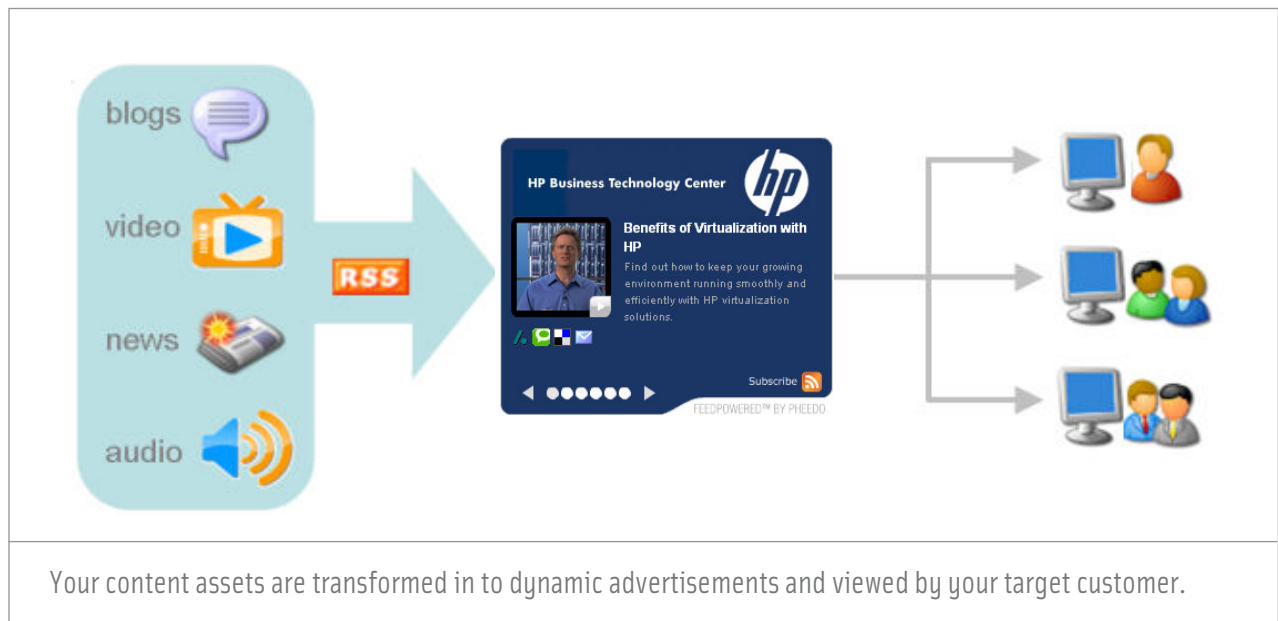 blogs
video
news
audio
RSS
HP Business Technology Center
hp
Benefits of Virtualization with
HP
Find out how to keep your growing
environment running smoothly and
efficiently with HP virtualization
solutions.
Subscribe
FEEDPOWERED™ BY PHEEDO
Your content assets are transformed in to dynamic advertisements and viewed by your target customer.